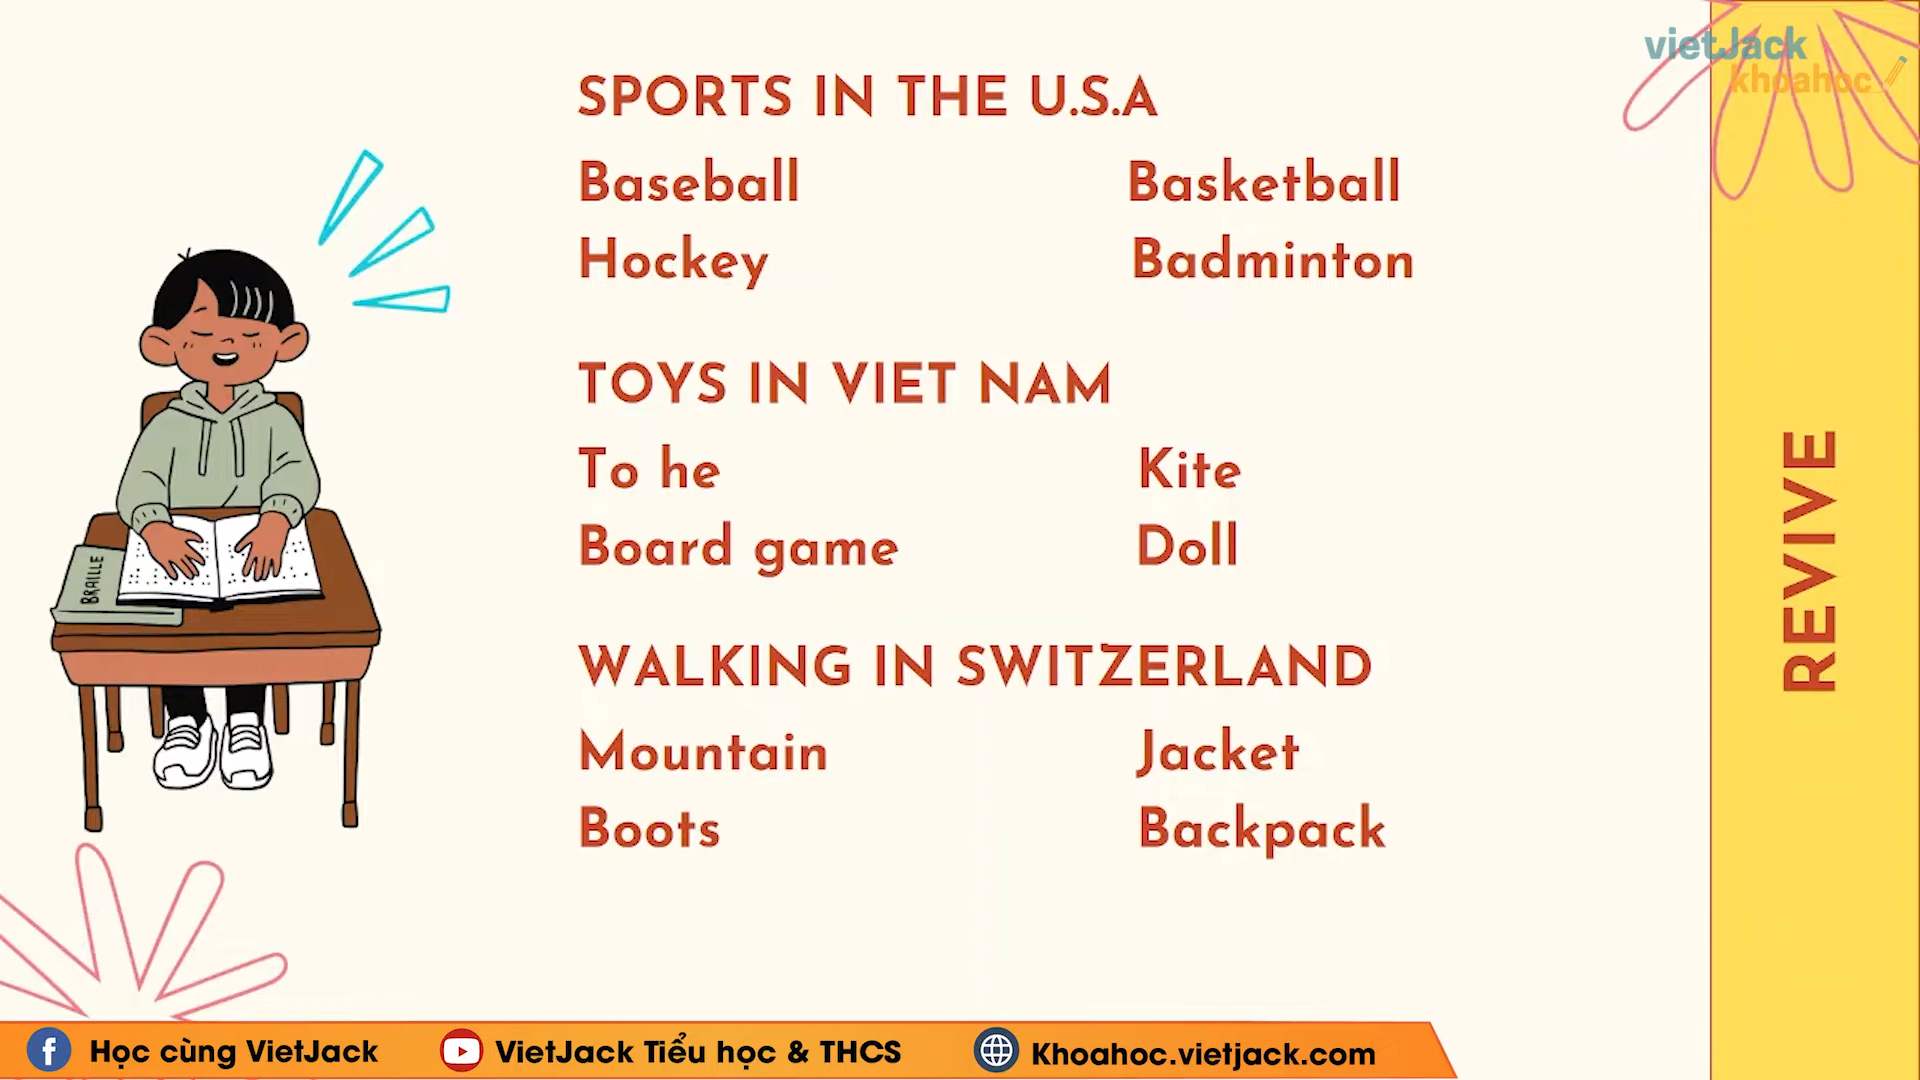 vietJack
khoahoc
SPORTS IN THE U.S.A
Baseball Basketball
Hockey Badminton
TOYS IN VIET NAM
To he Kite
Board game Doll
WALKING IN SWITZERLAND
Mountain Jacket
Boots Backpack
REVIVE
BRAILLE
Học cùng VietJack VietJack Tiểu học & THCS Khoahoc.vietjack.com